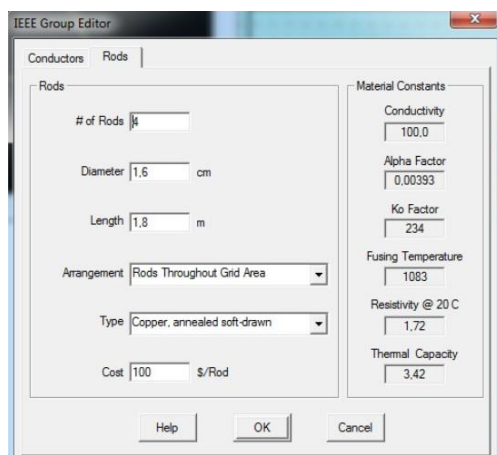 IEEE Group Editor
Conductors Rods
Rods
# of Rods 4
Diameter 1,6 cm
Length 1,8 m
Arrangement Rods Throughout Grid Area
Type Copper, annealed soft-drawn
Cost 100 $/Rod
Material Constants
Conductivity
100,0
Alpha Factor
0,00393
Ko Factor
234
Fusing Temperature
1083
Resistivity @ 20 C
1,72
Thermal Capacity
3,42
Help OK Cancel